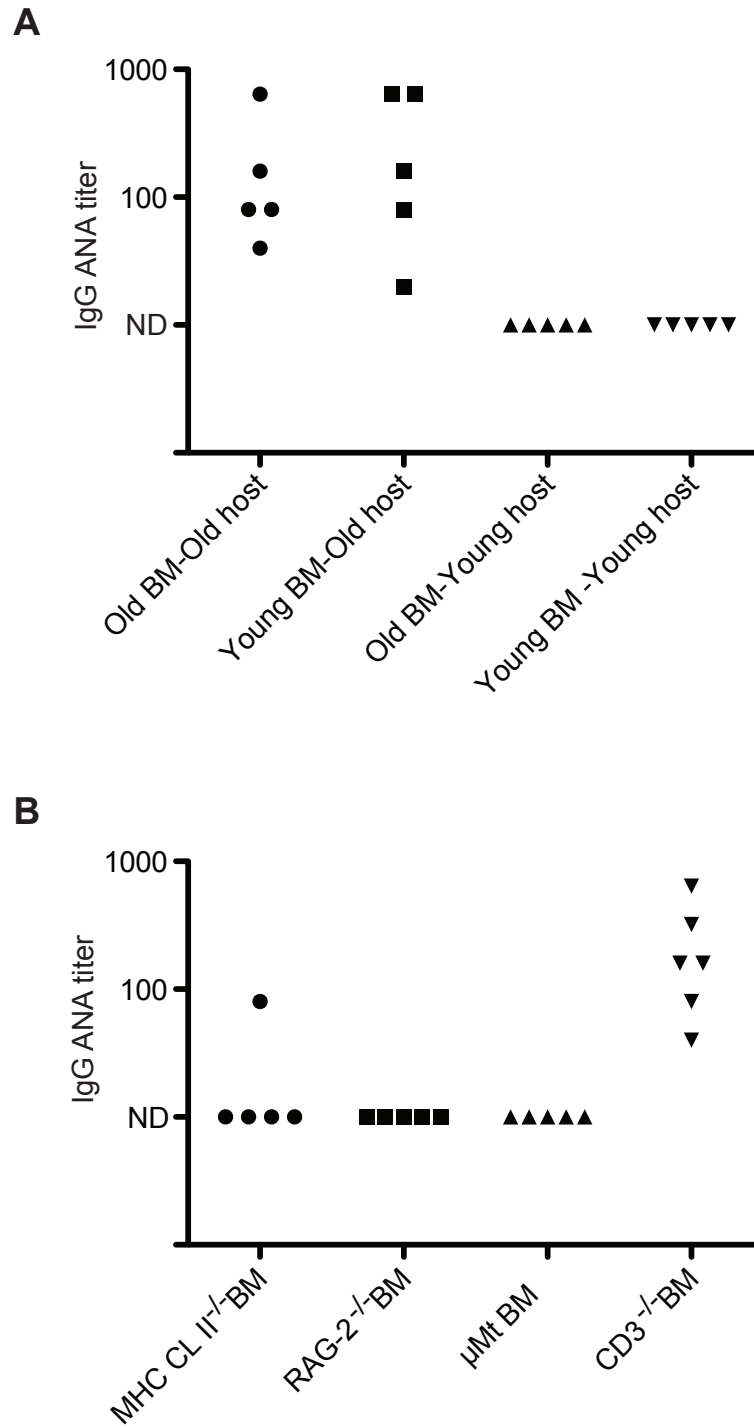 A
IgG ANA titer
1000
100
ND
Old BM-Old host
Young BM-Old host
Old BM-Young host
Young BM -Young host
B
IgG ANA titer
1000
100
ND
MHC CL II-/-BM
RAG-2-/-BM
µMt BM
CD3-/-BM